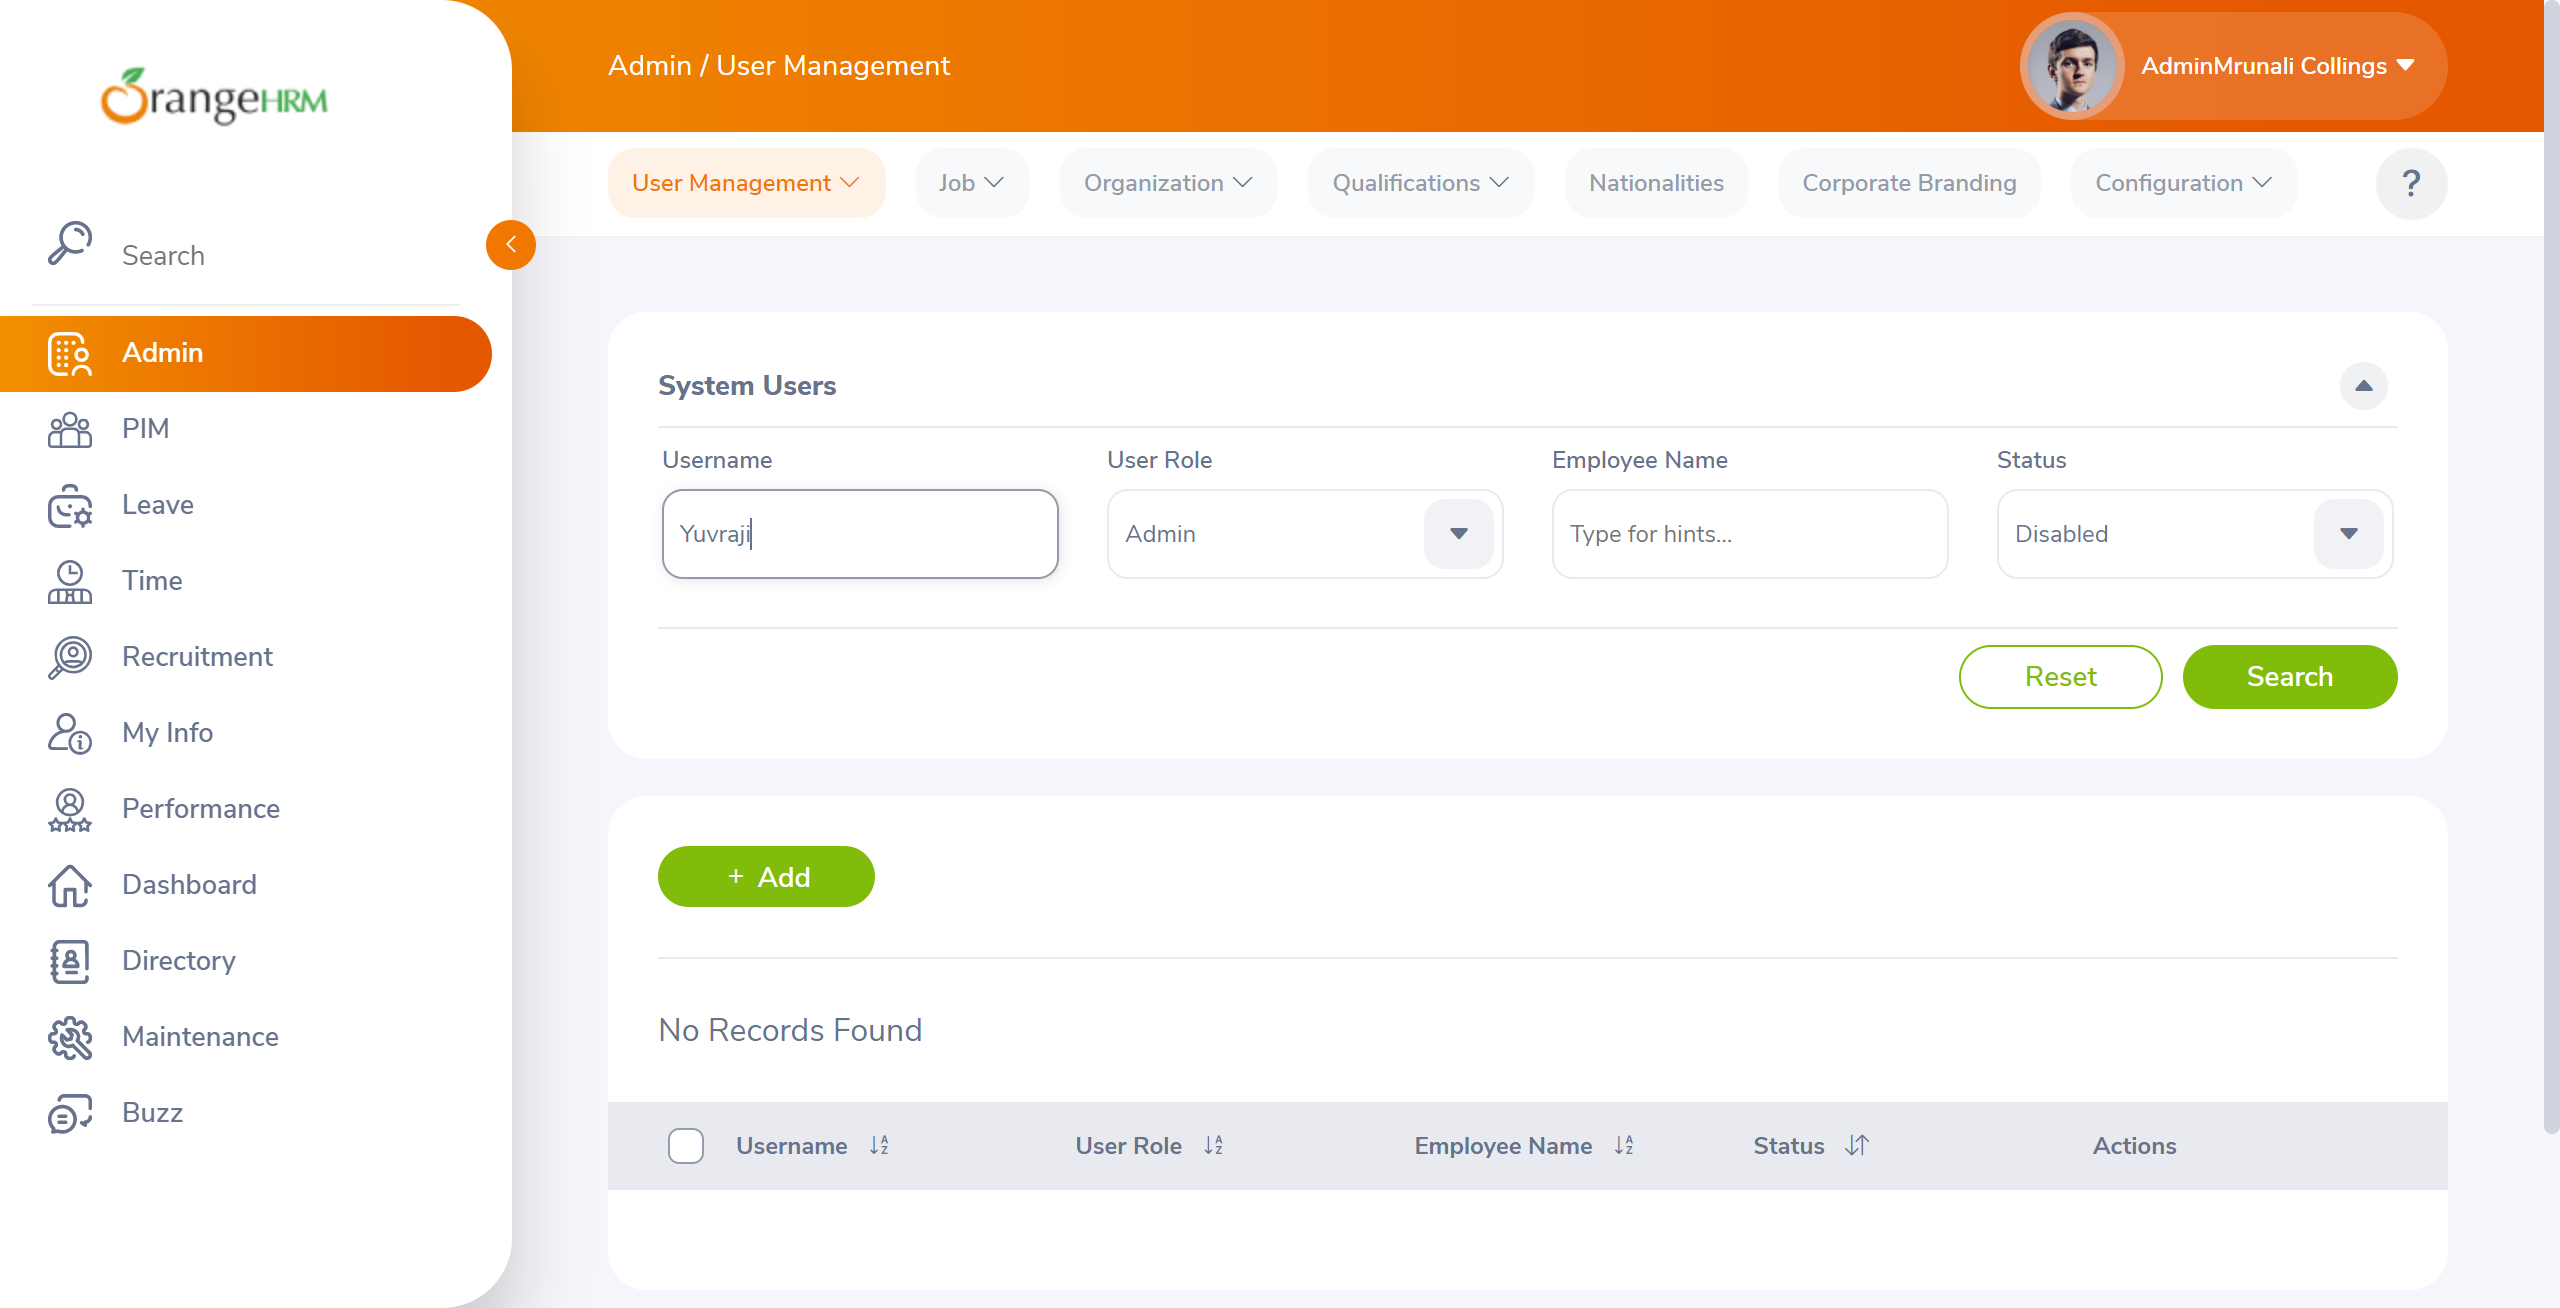 OrangeHRM
Admin / User Management
AdminMrunali Collings
User Management
Job
Organization
Qualifications
Nationalities
Corporate Branding
Configuration
?
Search
Admin
PIM
Leave
Time
Recruitment
My Info
Performance
Dashboard
Directory
Maintenance
Buzz
System Users
Username
User Role
Employee Name
Status
Yuvraji
Admin
Type for hints...
Disabled
Reset
Search
+ Add
No Records Found
Username
User Role
Employee Name
Status
Actions